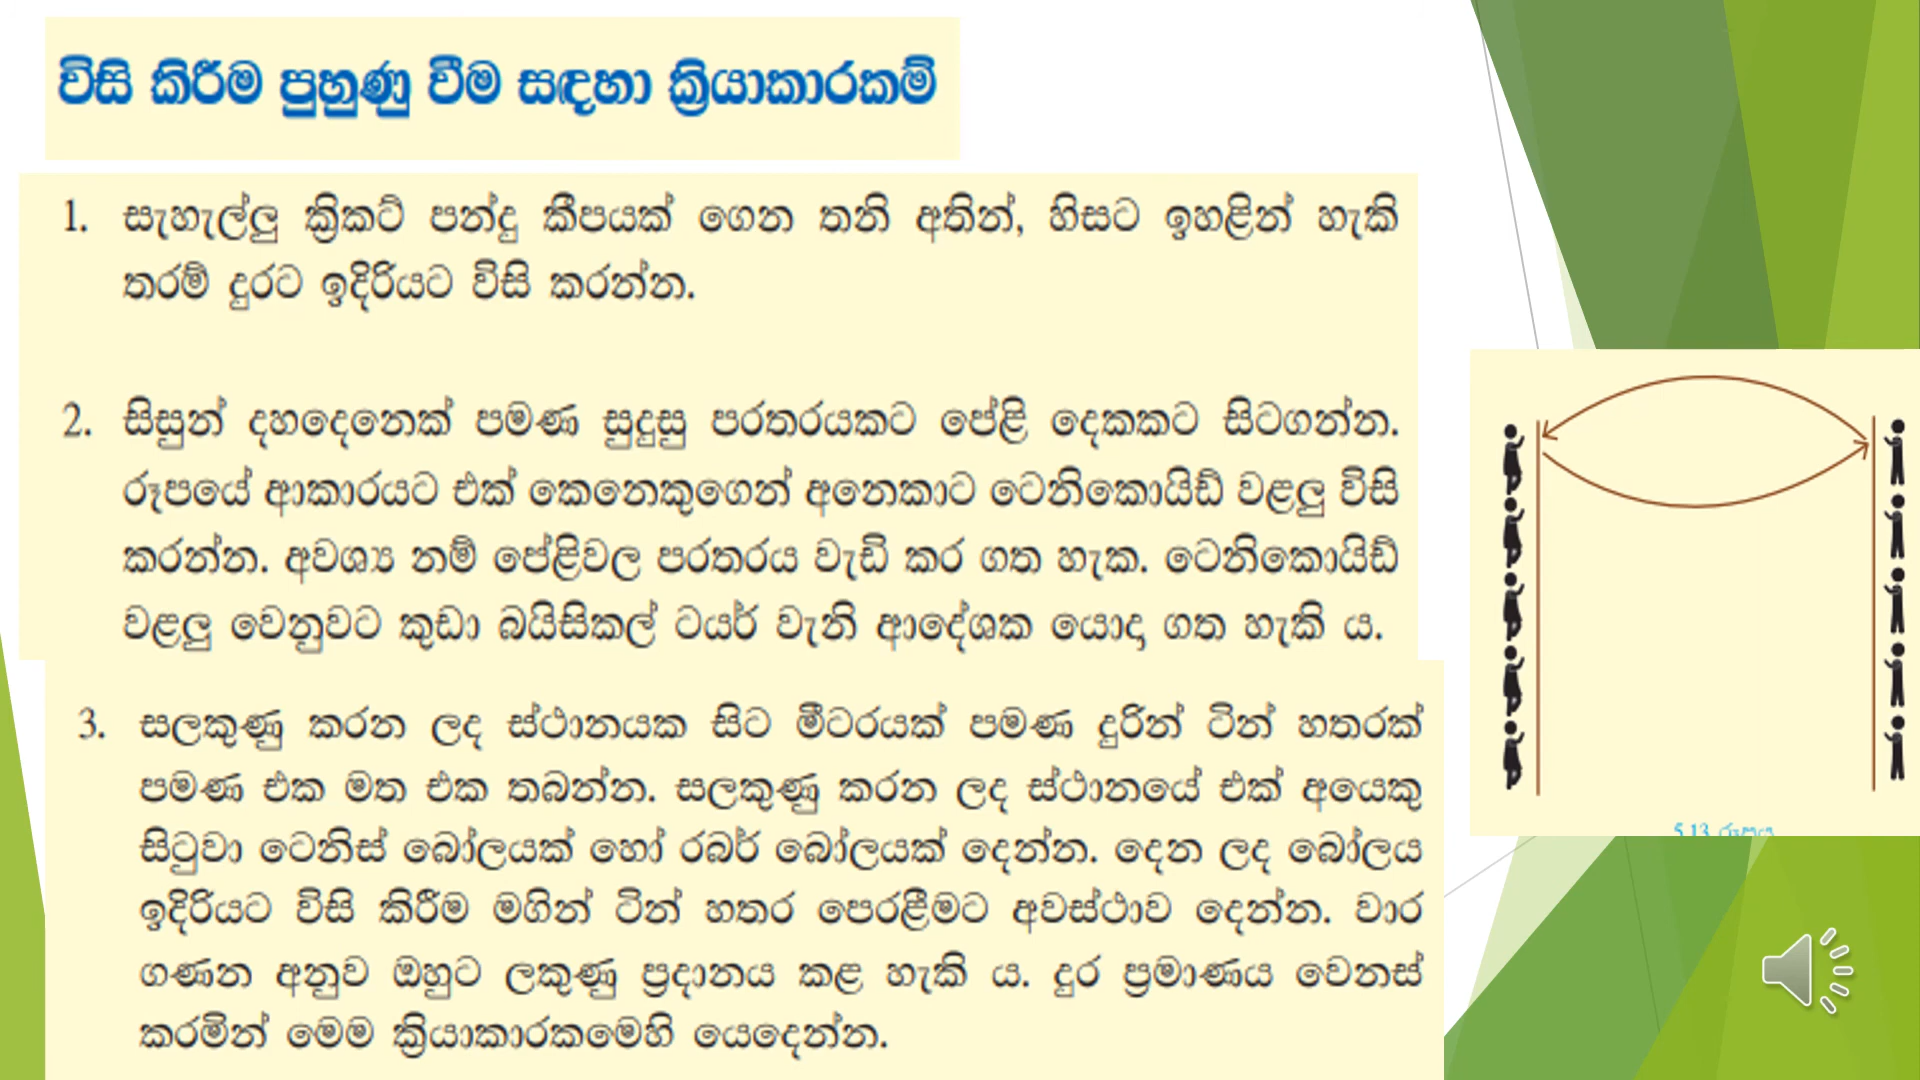 විසි කිරීම පුහුණු වීම සඳහා ක්‍රියාකාරකම්
1. සැහැල්ලු ක්‍රිකට් පන්දු කීපයක් ගෙන තනි අතින්, හිසට ඉහළින් හැකි
තරම් දුරට ඉදිරියට විසි කරන්න.
2. සිසුන් දහදෙනෙක් පමණ සුදුසු පරතරයකට පේළි දෙකකට සිටගන්න.
රූපයේ ආකාරයට එක් කෙනෙකුගෙන් අනෙකාට ටෙනිකොයිඩ් වළලු විසි
කරන්න. අවශ්‍ය නම් පේළිවල පරතරය වැඩි කර ගත හැක. ටෙනිකොයිඩ්
වළලු වෙනුවට කුඩා බයිසිකල් ටයර් වැනි ආදේශක යොදා ගත හැකි ය.
3. සලකුණු කරන ලද ස්ථානයක සිට මීටරයක් පමණ දුරින් ටින් හතරක්
පමණ එක මත එක තබන්න. සලකුණු කරන ලද ස්ථානයේ එක් අයෙකු
සිටුවා ටෙනිස් බෝලයක් හෝ රබර් බෝලයක් දෙන්න. දෙන ලද බෝලය
ඉදිරියට විසි කිරීම මගින් ටින් හතර පෙරළීමට අවස්ථාව දෙන්න. වාර
ගණන අනුව ඔහුට ලකුණු ප්‍රදානය කළ හැකි ය. දුර ප්‍රමාණය වෙනස්
කරමින් මෙම ක්‍රියාකාරකමෙහි යෙදෙන්න.
5.13 රූපය